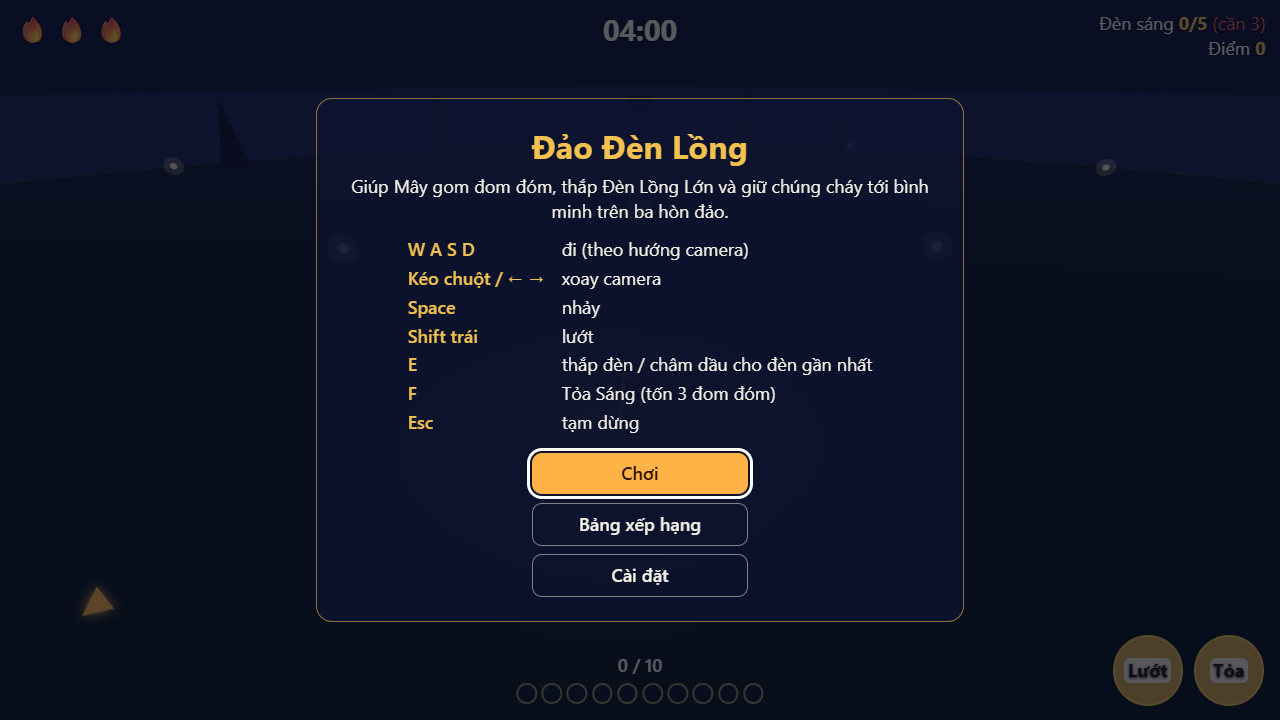 04:00
Đèn sáng 0/5 (cần 3)
Điểm 0
Đảo Đèn Lồng
Giúp Mây gom đom đóm, thắp Đèn Lồng Lớn và giữ chúng cháy tới bình
minh trên ba hòn đảo.
W A S D đi (theo hướng camera)
Kéo chuột / ← → xoay camera
Space nhảy
Shift trái lướt
E thắp đèn / châm dầu cho đèn gần nhất
F Tỏa Sáng (tốn 3 đom đóm)
Esc tạm dừng
Chơi
Bảng xếp hạng
Cài đặt
0 / 10
Lướt Tỏa